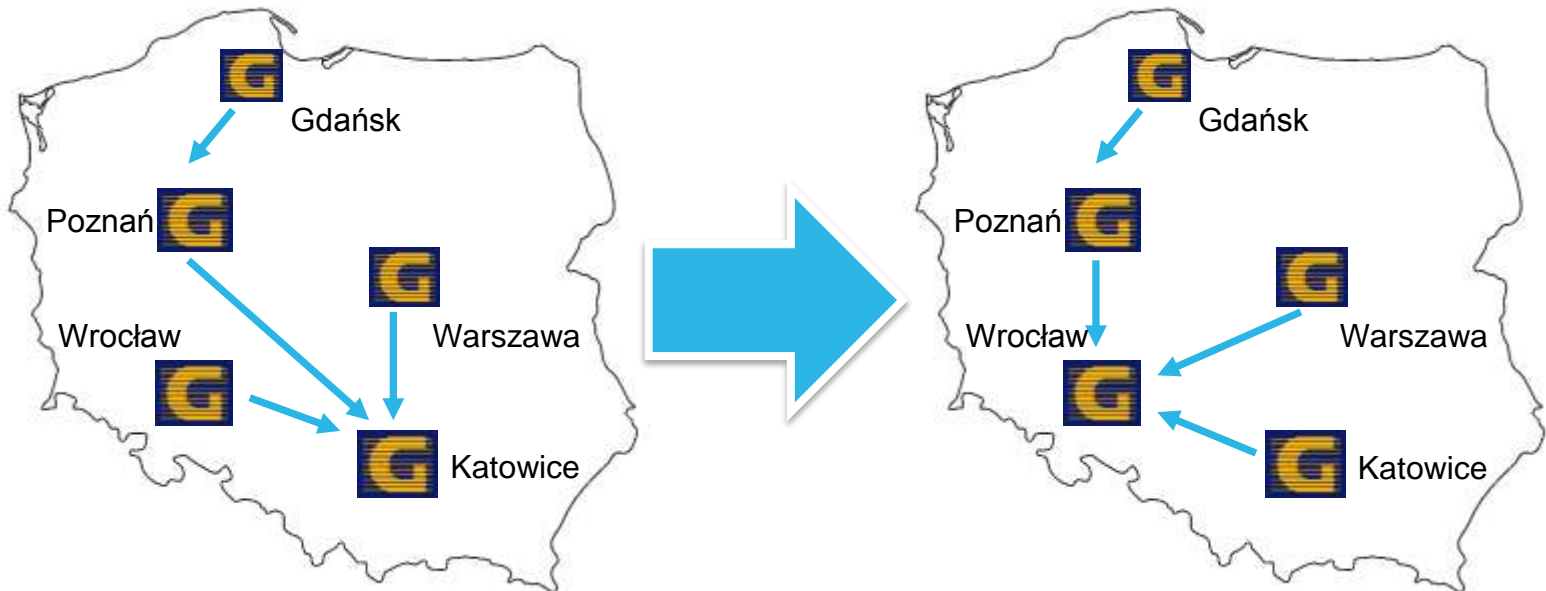 G
Gdańsk
Poznań
G
G
Wrocław
Warszawa
G
G
Katowice
G
Gdańsk
Poznań
G
G
Wrocław
Warszawa
G
G
Katowice